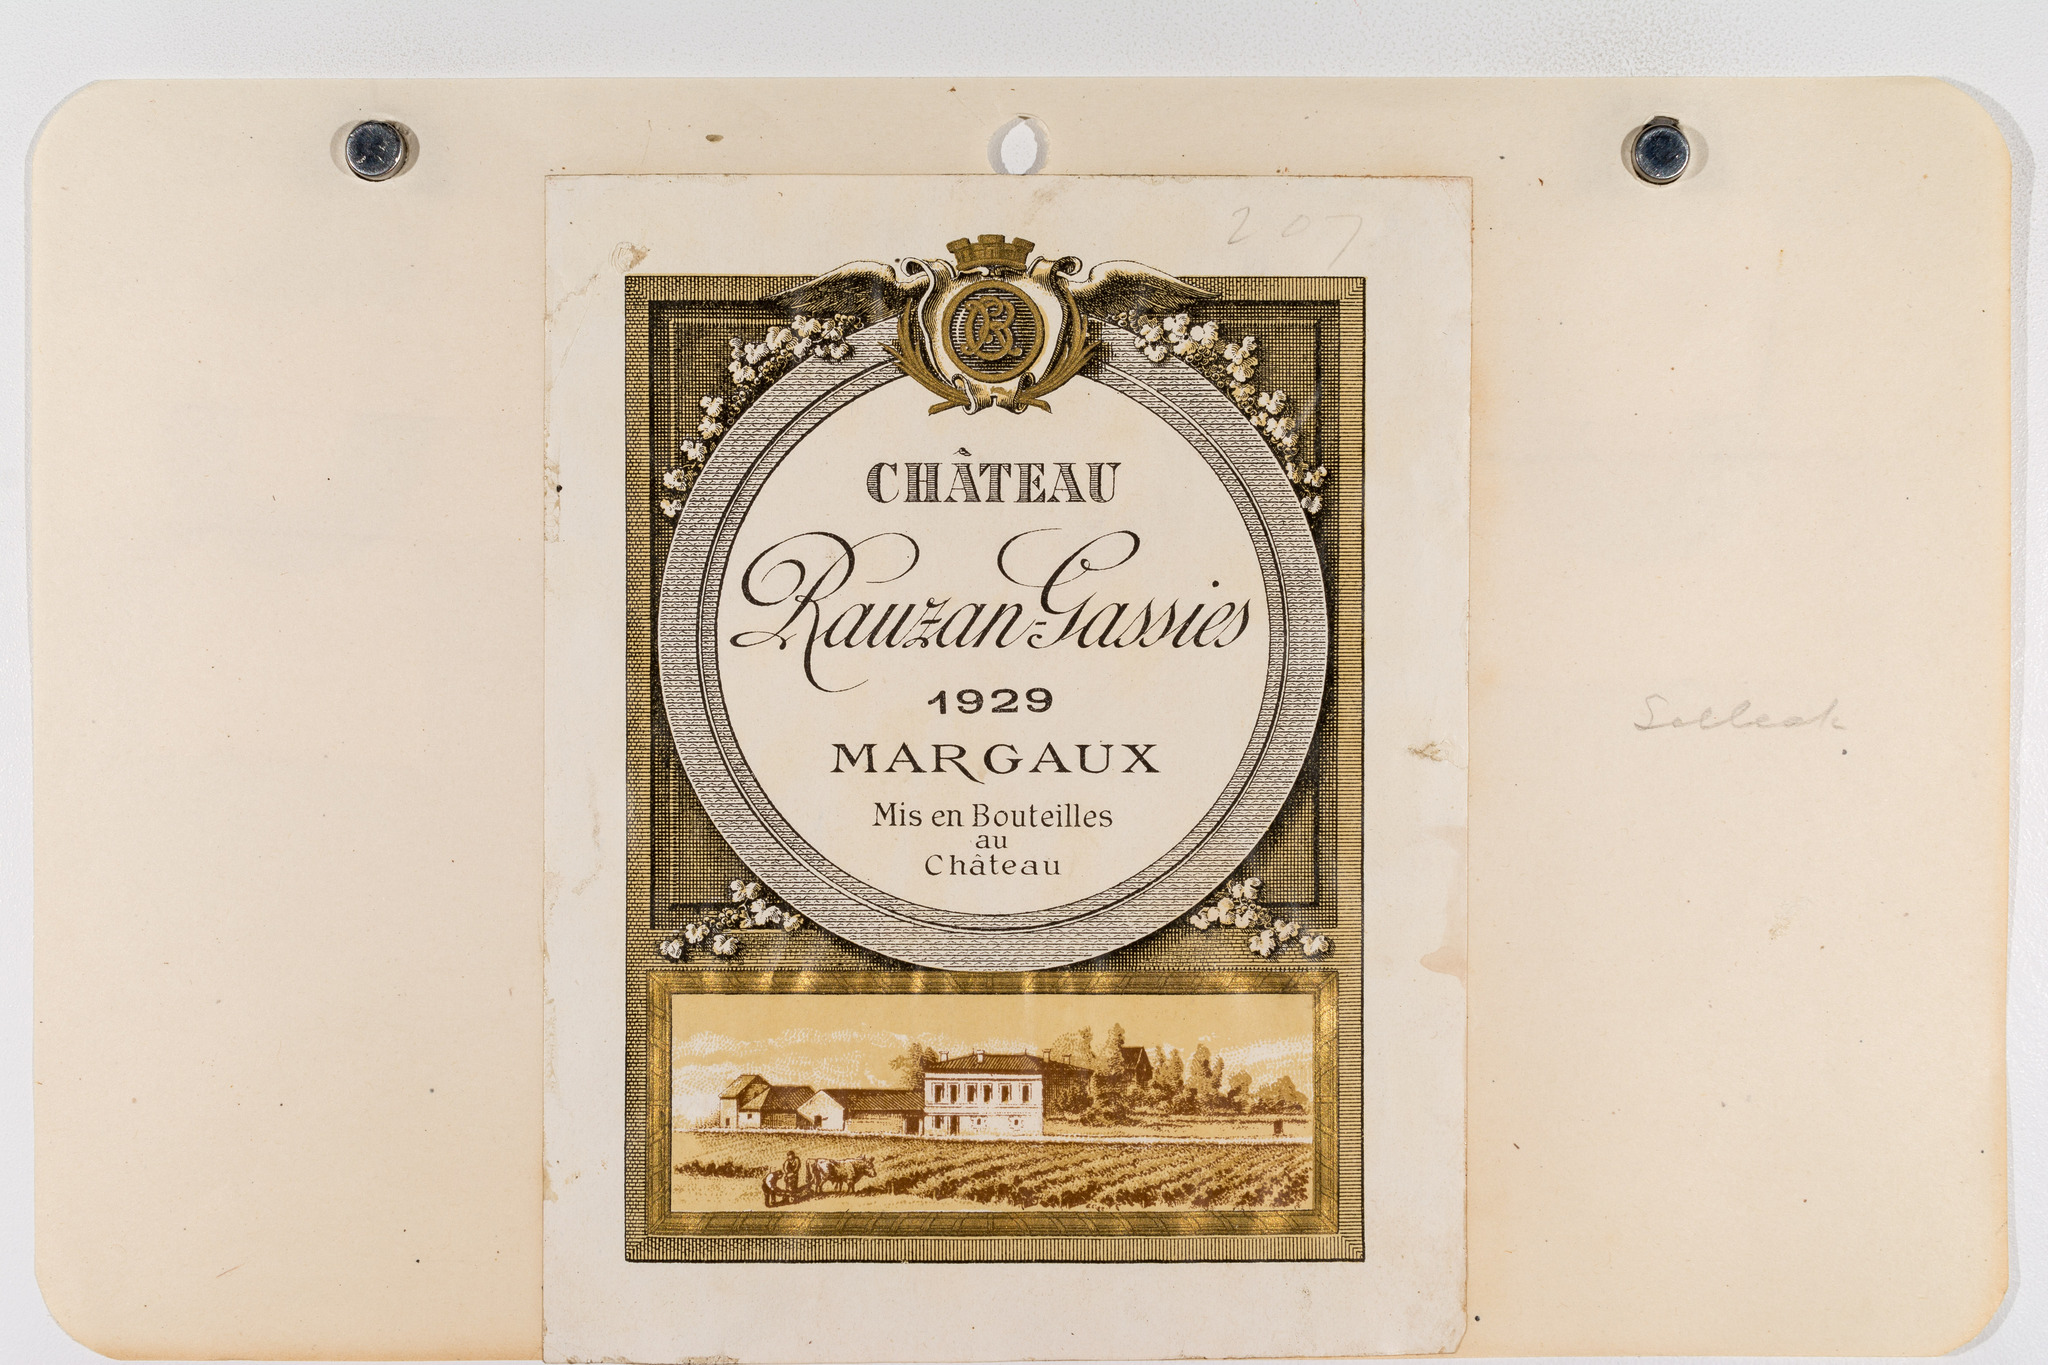 207
CHÂTEAU
Rauzan-Gassies
1929
MARGAUX
Mis en Bouteilles
au
Château